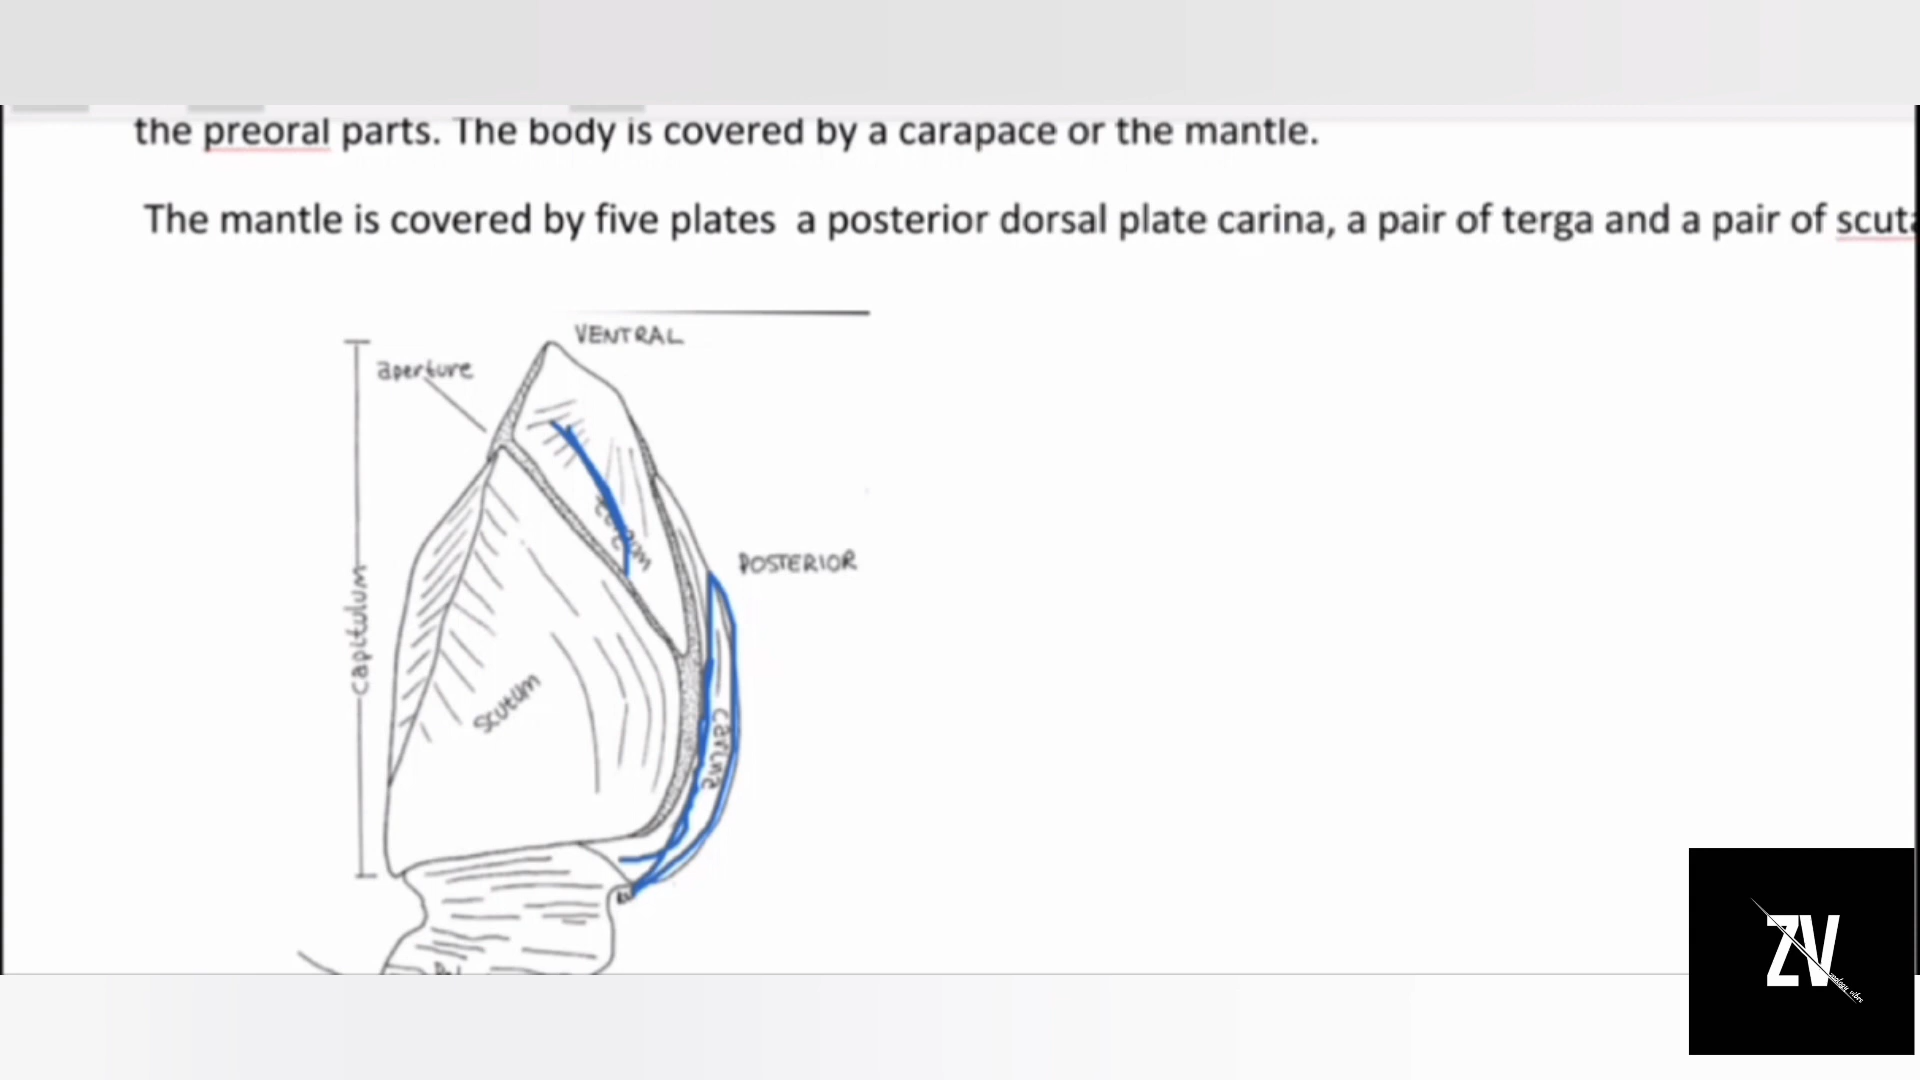 the preoral parts. The body is covered by a carapace or the mantle.
The mantle is covered by five plates a posterior dorsal plate carina, a pair of terga and a pair of scuta
VENTRAL
aperture
tergum
POSTERIOR
capitulum
scutum
carina
ZV